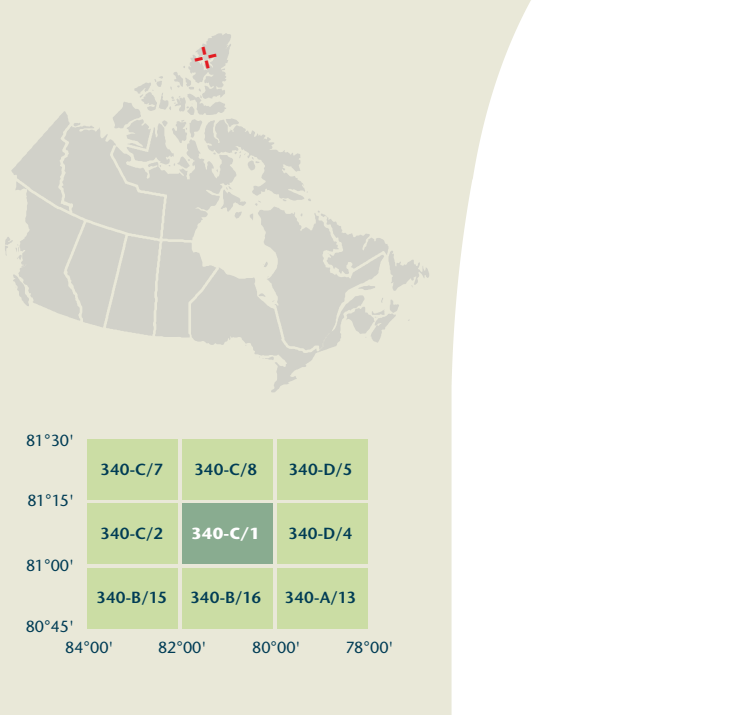 81°30'
340-C/7 340-C/8 340-D/5
81°15'
340-C/2 340-C/1 340-D/4
81°00'
340-B/15 340-B/16 340-A/13
80°45'
84°00' 82°00' 80°00' 78°00'